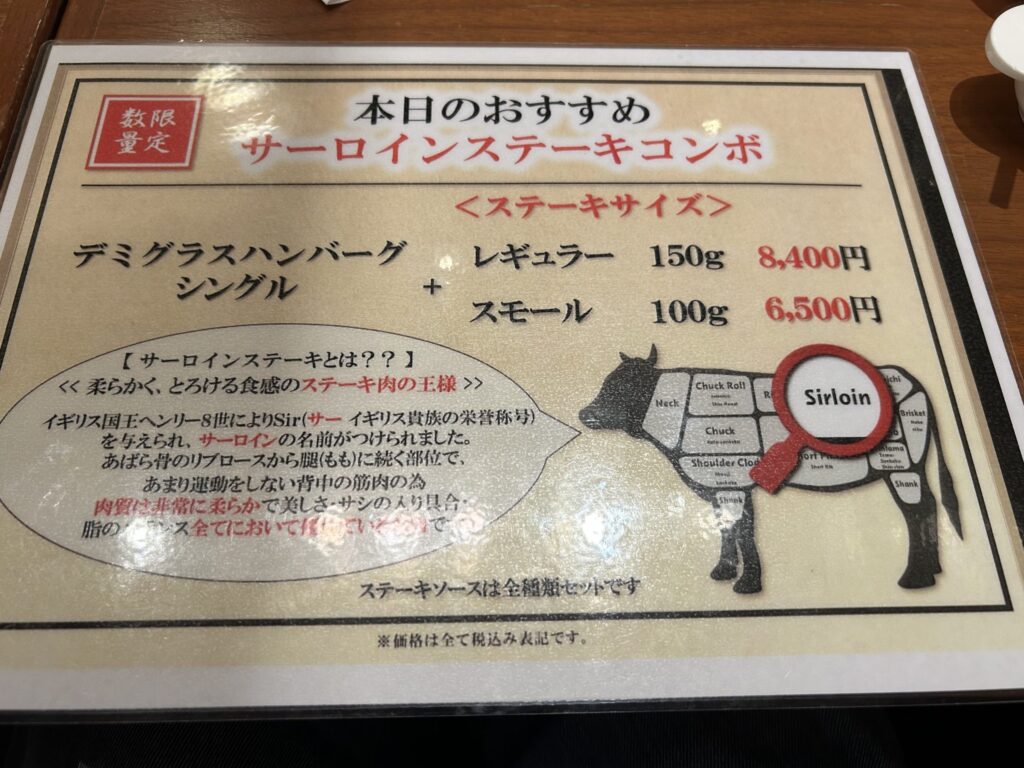 数限
量定
本日のおすすめ
サーロインステーキコンボ
＜ステーキサイズ＞
デミグラスハンバーグ
シングル
+
レギュラー 150g 8,400円
スモール 100g 6,500円
【 サーロインステーキとは？？ 】
<< 柔らかく、とろける食感のステーキ肉の王様 >>
イギリス国王ヘンリー8世によりSir(サー イギリス貴族の栄誉称号)
を与えられ、サーロインの名前がつけられました。
あばら骨のリブロースから腿(もも)に続く部位で、
あまり運動をしない背中の筋肉の為
肉質は非常に柔らかで美しさ・サシの入り具合・
脂の ンス全てにおいて
Neck
Chuck Roll
Chuck
Shoulder Clod
Shank
Sirloin
Short Rib
Brisket
Shank
ステーキソースは全種類セットです
※価格は全て税込み表記です。